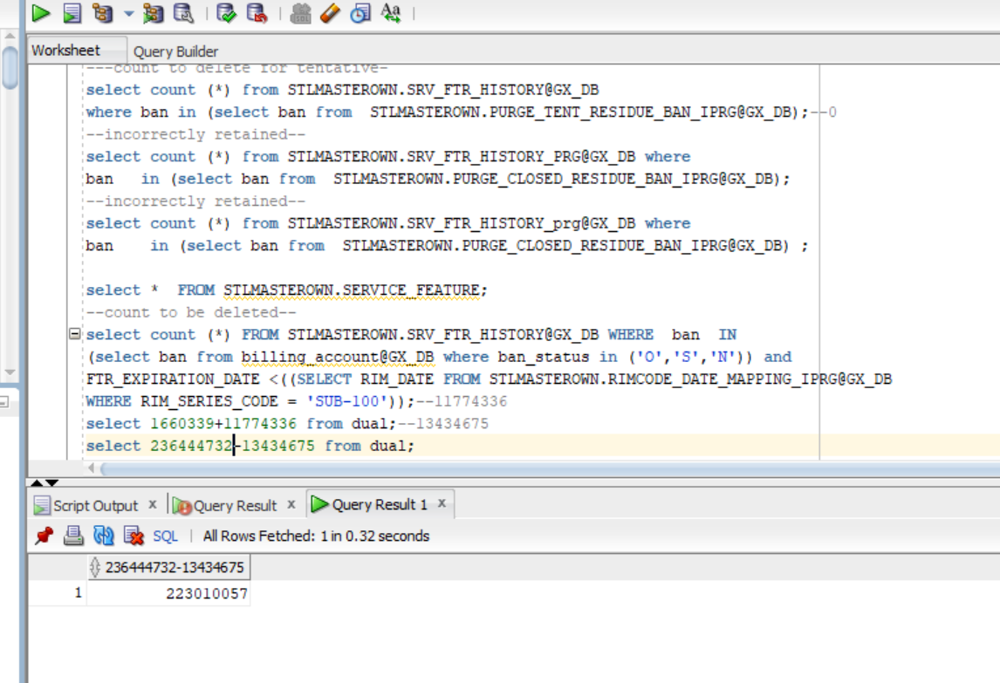 Worksheet Query Builder
---count to delete for tentative-
select count (*) from STLMASTEROWN.SRV_FTR_HISTORY@GX_DB
where ban in (select ban from  STLMASTEROWN.PURGE_TENT_RESIDUE_BAN_IPRG@GX_DB);--0
--incorrectly retained--
select count (*) from STLMASTEROWN.SRV_FTR_HISTORY_PRG@GX_DB where
ban   in (select ban from  STLMASTEROWN.PURGE_CLOSED_RESIDUE_BAN_IPRG@GX_DB);
--incorrectly retained--
select count (*) from STLMASTEROWN.SRV_FTR_HISTORY_prg@GX_DB where
ban    in (select ban from  STLMASTEROWN.PURGE_CLOSED_RESIDUE_BAN_IPRG@GX_DB) ;
select *  FROM STLMASTEROWN.SERVICE_FEATURE;
--count to be deleted--
select count (*) FROM STLMASTEROWN.SRV_FTR_HISTORY@GX_DB WHERE  ban  IN
(select ban from billing_account@GX_DB where ban_status in ('O','S','N')) and
FTR_EXPIRATION_DATE <((SELECT RIM_DATE FROM STLMASTEROWN.RIMCODE_DATE_MAPPING_IPRG@GX_DB
WHERE RIM_SERIES_CODE = 'SUB-100'));--11774336
select 1660339+11774336 from dual;--13434675
select 236444732-13434675 from dual;
Script Output x Query Result x Query Result 1 x
SQL All Rows Fetched: 1 in 0.32 seconds
236444732-13434675
1 223010057